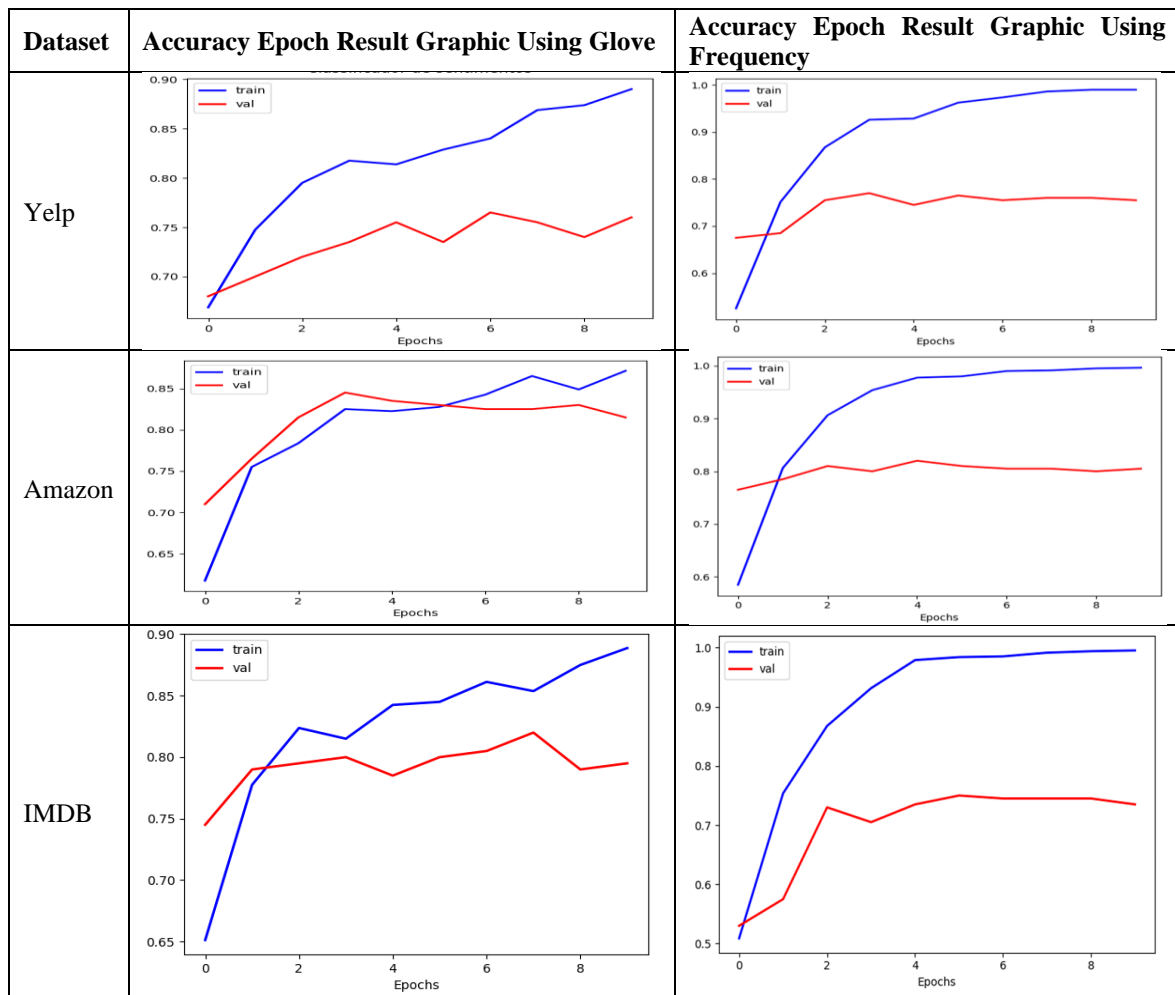 Dataset
Accuracy Epoch Result Graphic Using Glove
Accuracy Epoch Result Graphic Using
Frequency
Yelp
0.90
0.85
0.80
0.75
0.70
train
val
0 2 4 6 8
Epochs
1.0
0.9
0.8
0.7
0.6
train
val
0 2 4 6 8
Epochs
Amazon
0.85
0.80
0.75
0.70
0.65
train
val
0 2 4 6 8
Epochs
1.0
0.9
0.8
0.7
0.6
train
val
0 2 4 6 8
Epochs
IMDB
0.90
0.85
0.80
0.75
0.70
0.65
train
val
0 2 4 6 8
Epochs
1.0
0.9
0.8
0.7
0.6
0.5
train
val
0 2 4 6 8
Epochs